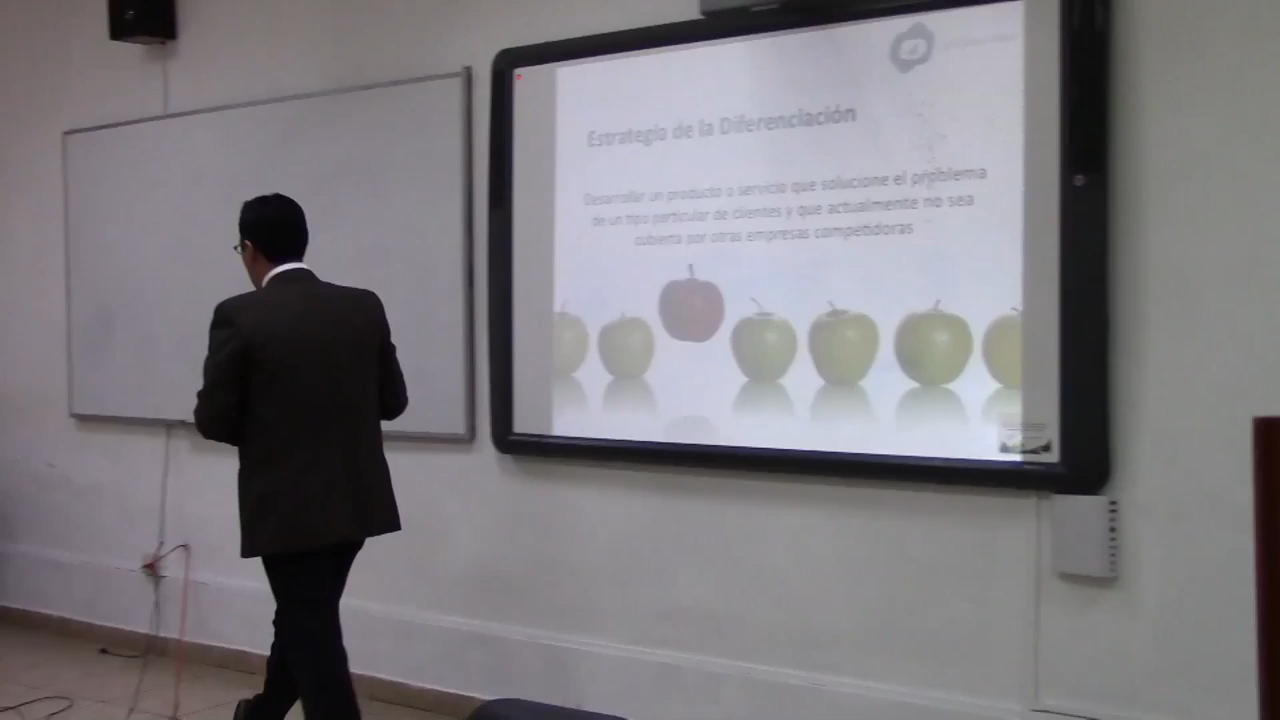 Estrategia de la Diferenciación
Desarrollar un producto o servicio que solucione el problema
de un tipo particular de clientes y que actualmente no sea
cubierta por otras empresas competidoras